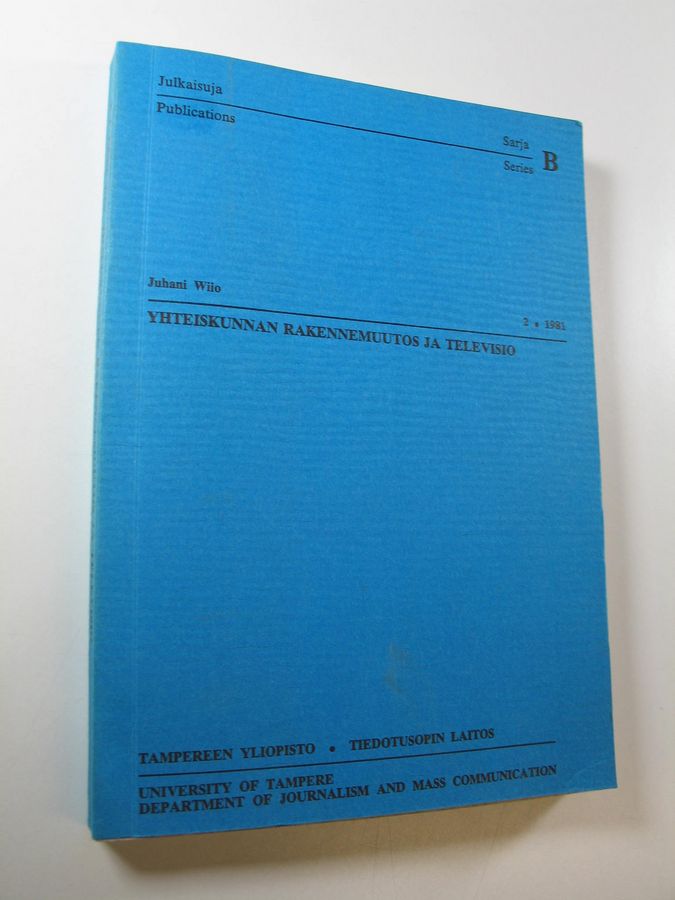 Julkaisuja
Publications
Sarja
Series B
Juhani Wiio
2 • 1981
YHTEISKUNNAN RAKENNEMUUTOS JA TELEVISIO
TAMPEREEN YLIOPISTO • TIEDOTUSOPIN LAITOS
UNIVERSITY OF TAMPERE
DEPARTMENT OF JOURNALISM AND MASS COMMUNICATION